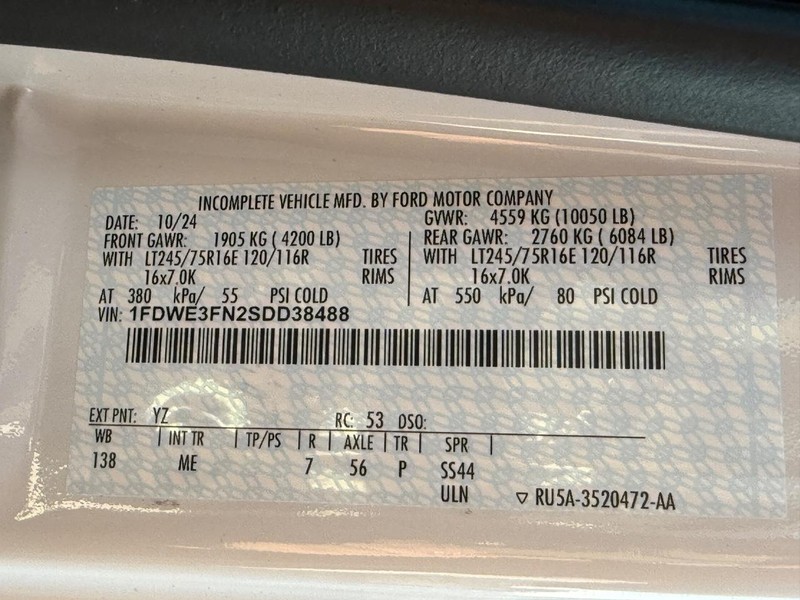 INCOMPLETE VEHICLE MFD. BY FORD MOTOR COMPANY
DATE: 10/24 GVWR: 4559 KG (10050 LB)
FRONT GAWR: 1905 KG ( 4200 LB) REAR GAWR: 2760 KG ( 6084 LB)
WITH LT245/75R16E 120/116R TIRES WITH LT245/75R16E 120/116R TIRES
16x7.0K RIMS 16x7.0K RIMS
AT 380 kPa/ 55 PSI COLD AT 550 kPa/ 80 PSI COLD
VIN: 1FDWE3FN2SDD38488
EXT PNT: YZ RC: 53 DSO:
WB | INT TR | TP/PS | R | AXLE | TR | SPR |
138 ME 7 56 P SS44
ULN ▽ RU5A-3520472-AA